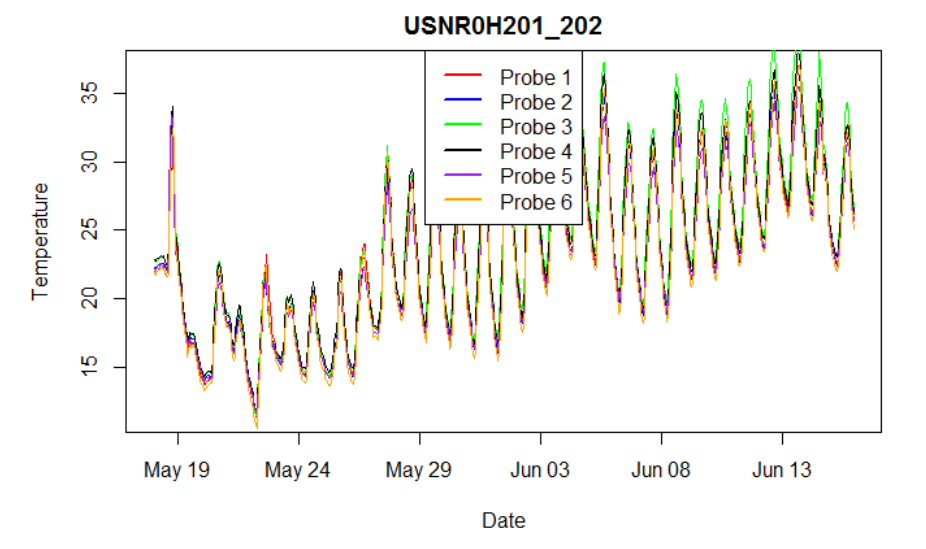 USNR0H201_202
Probe 1
Probe 2
Probe 3
Probe 4
Probe 5
Probe 6
Temperature
35
30
25
20
15
May 19
May 24
May 29
Jun 03
Jun 08
Jun 13
Date